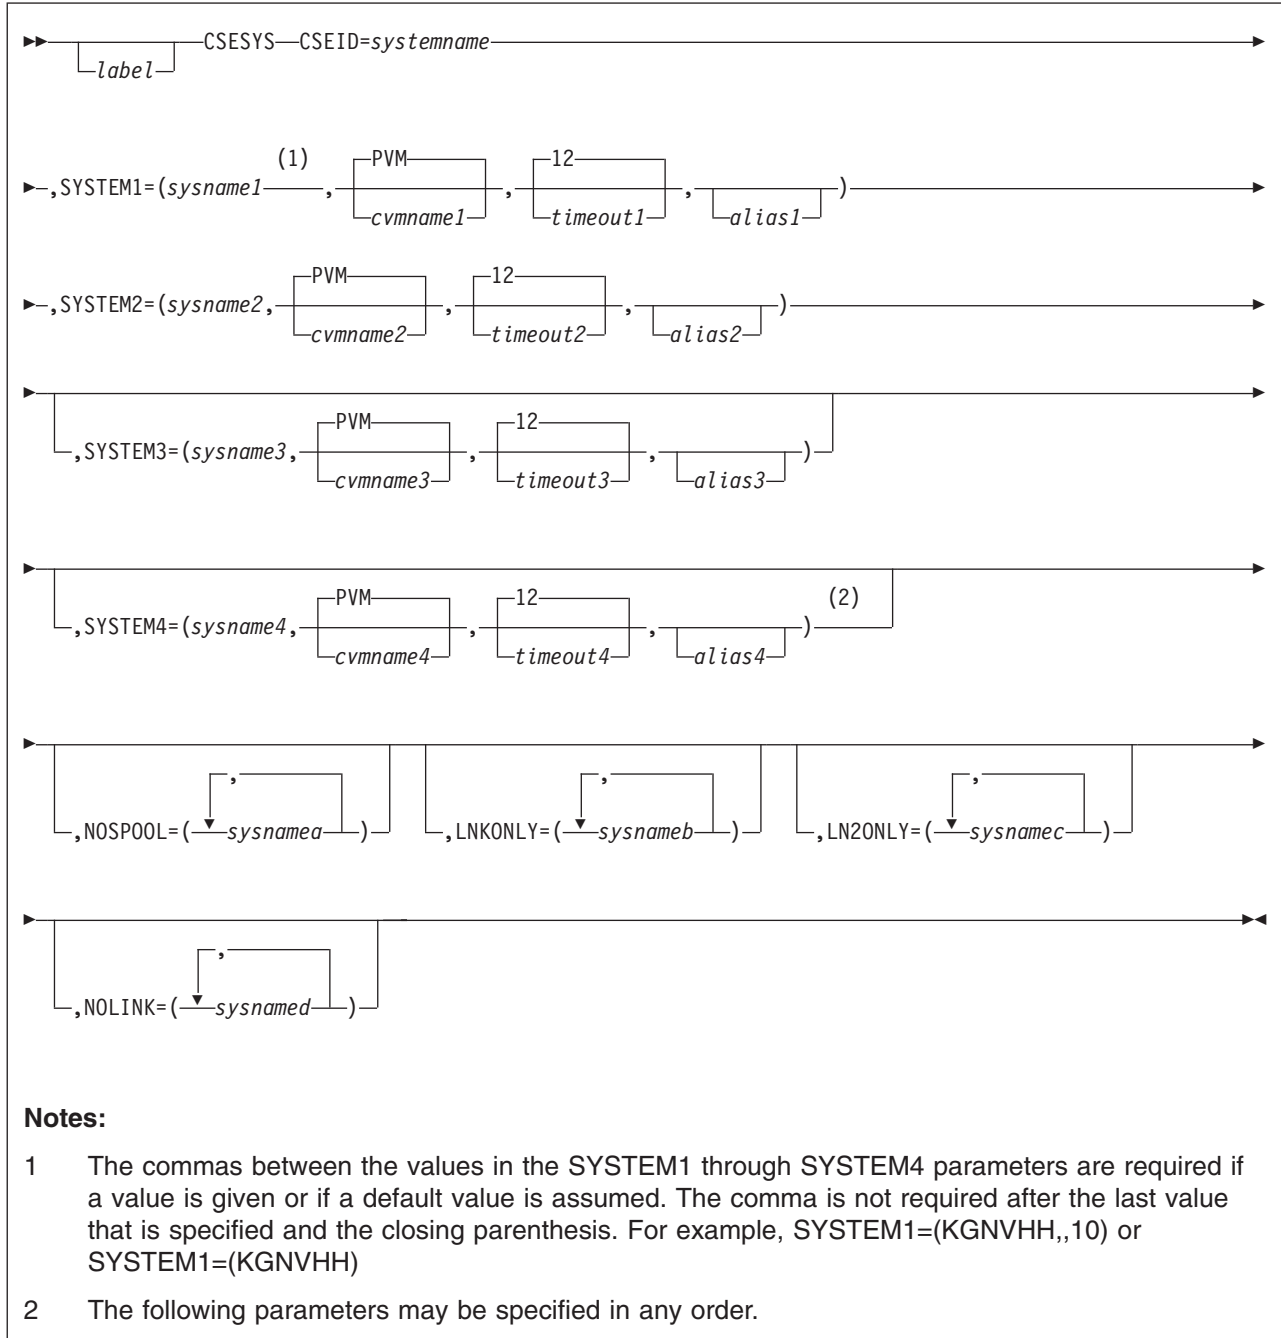 CSESYS CSEID=systemname
label
(1) PVM 12
,SYSTEM1=(sysname1 , , , )
cvmname1 timeout1 alias1
PVM 12
,SYSTEM2=(sysname2, , , )
cvmname2 timeout2 alias2
PVM 12
,SYSTEM3=(sysname3, , , )
cvmname3 timeout3 alias3
PVM 12 (2)
,SYSTEM4=(sysname4, , , )
cvmname4 timeout4 alias4
, , ,
,NOSPOOL=( sysnamea ) ,LNKONLY=( sysnameb ) ,LN2ONLY=( sysnamec )
,
,NOLINK=( sysnamed )
Notes:
1 The commas between the values in the SYSTEM1 through SYSTEM4 parameters are required if
a value is given or if a default value is assumed. The comma is not required after the last value
that is specified and the closing parenthesis. For example, SYSTEM1=(KGNVHH,,10) or
SYSTEM1=(KGNVHH)
2 The following parameters may be specified in any order.